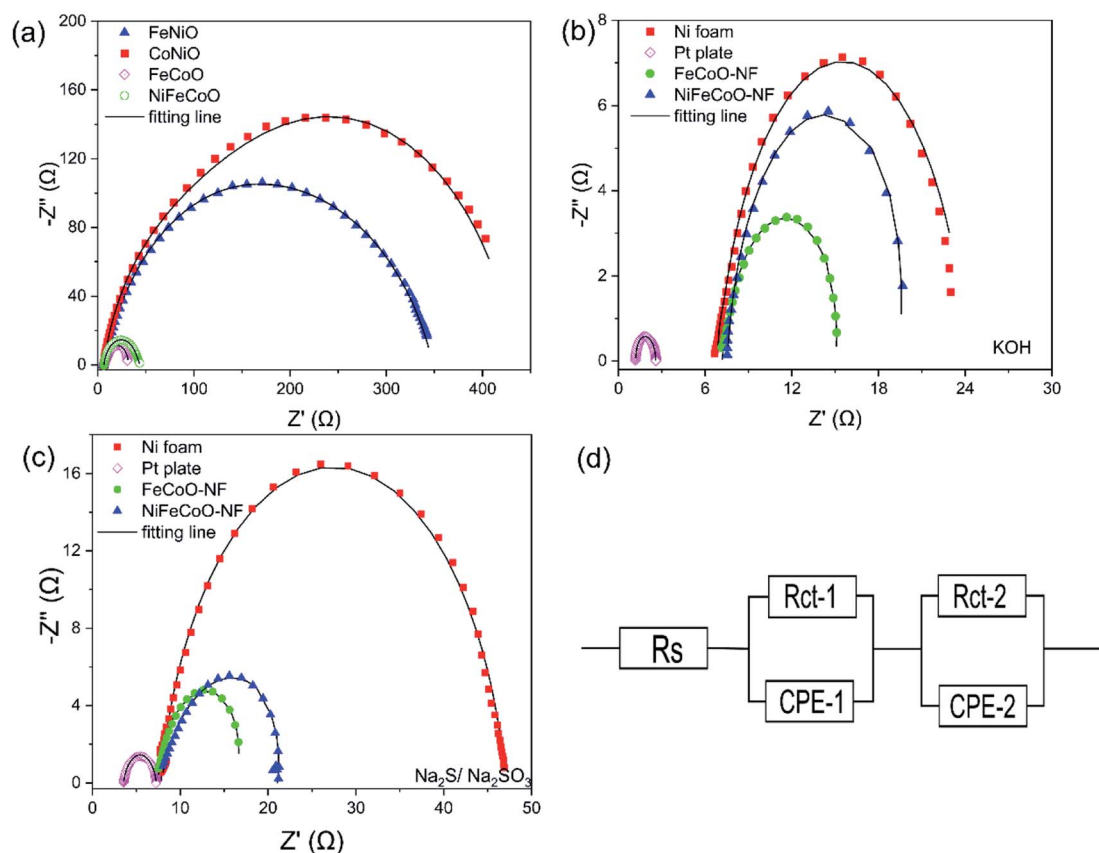 (a)
200
160
120
80
40
0
-Z" (Ω)
FeNiO
CoNiO
FeCoO
NiFeCoO
fitting line
0 100 200 300 400
Z' (Ω)
(b)
8
6
4
2
0
-Z" (Ω)
Ni foam
Pt plate
FeCoO-NF
NiFeCoO-NF
fitting line
KOH
0 6 12 18 24 30
Z' (Ω)
(c)
16
12
8
4
0
-Z" (Ω)
Ni foam
Pt plate
FeCoO-NF
NiFeCoO-NF
fitting line
Na₂S/ Na₂SO₃
0 10 20 30 40 50
Z' (Ω)
(d)
Rs
Rct-1
CPE-1
Rct-2
CPE-2